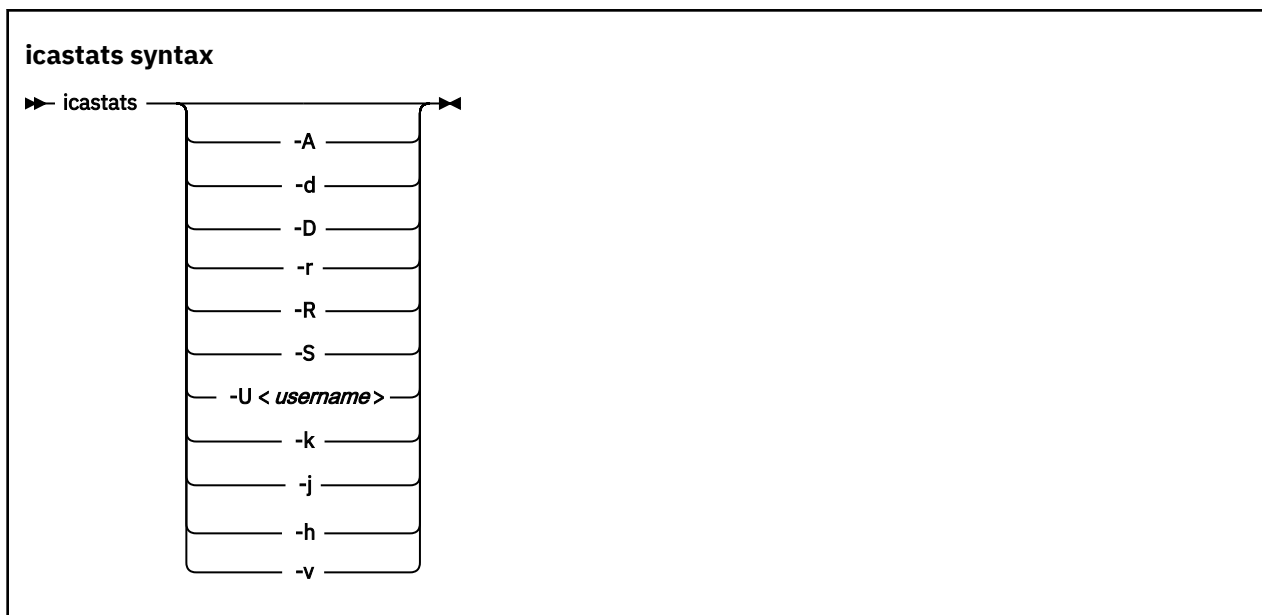 icastats syntax
icastats
-A
-d
-D
-r
-R
-S
-U < username >
-k
-j
-h
-v